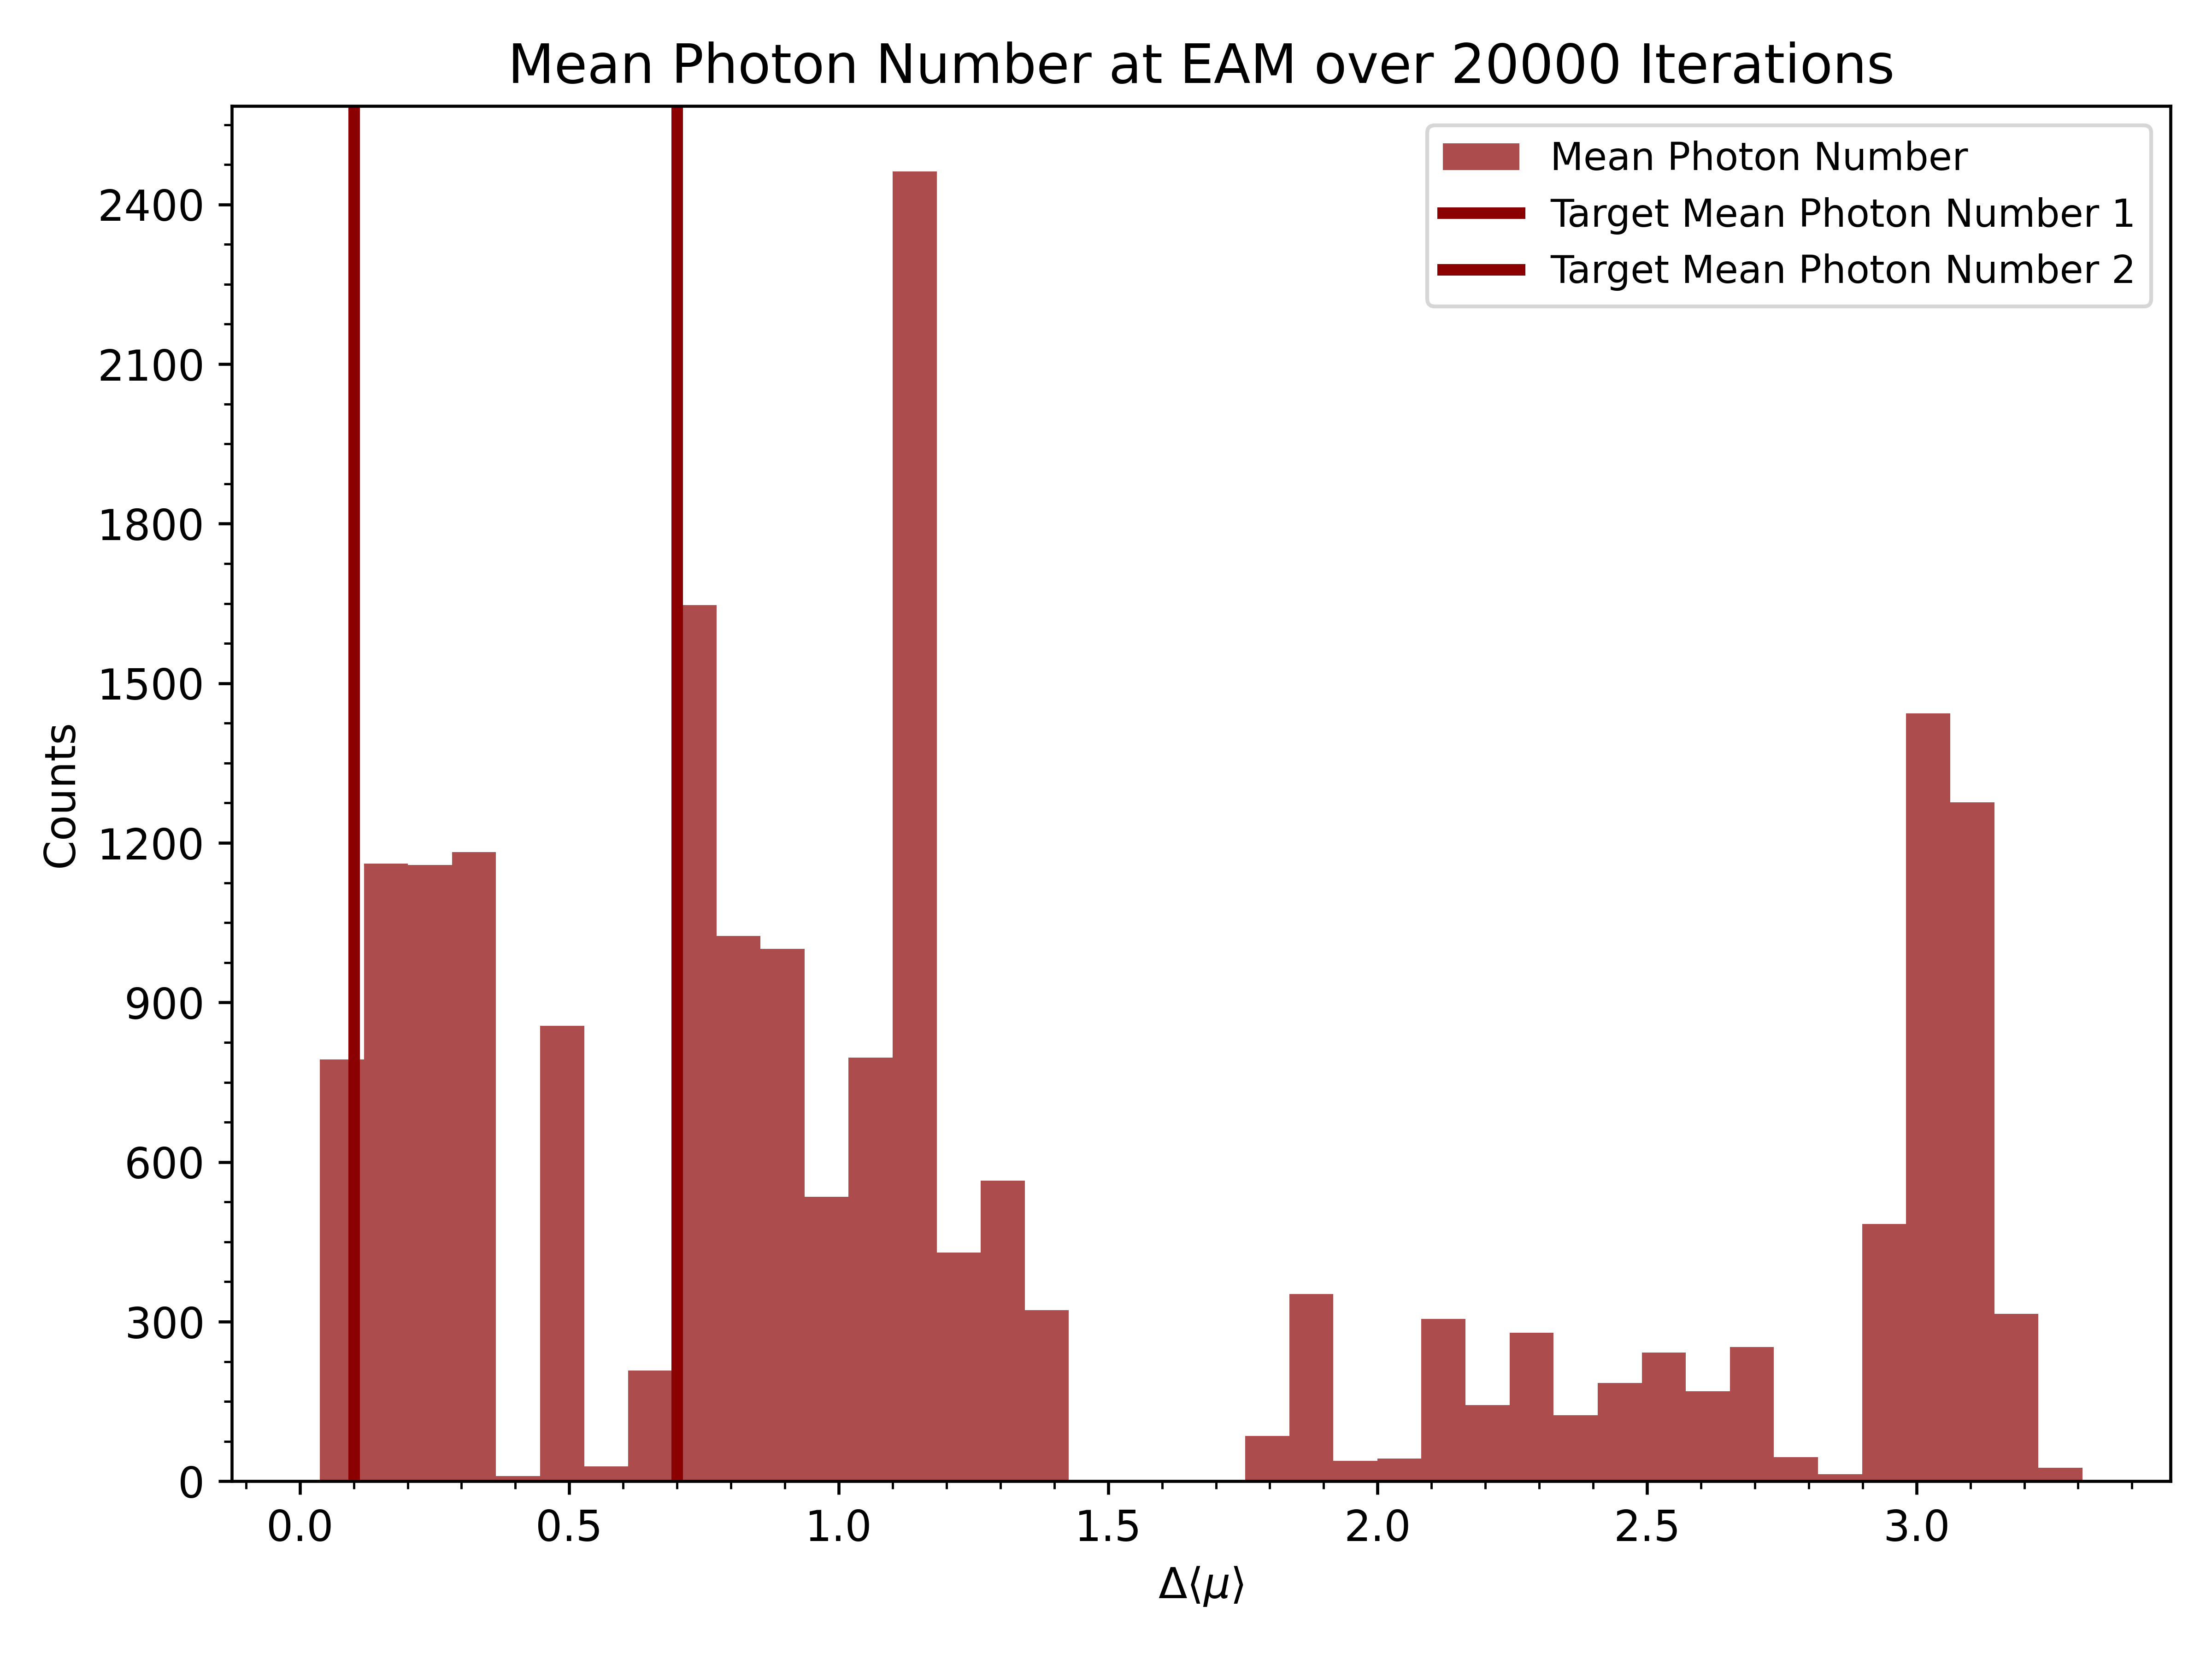 Mean Photon Number at EAM over 20000 Iterations
Mean Photon Number
Target Mean Photon Number 1
Target Mean Photon Number 2
2400
2100
1800
1500
1200
900
600
300
0
Counts
0.0 0.5 1.0 1.5 2.0 2.5 3.0
Δ⟨μ⟩